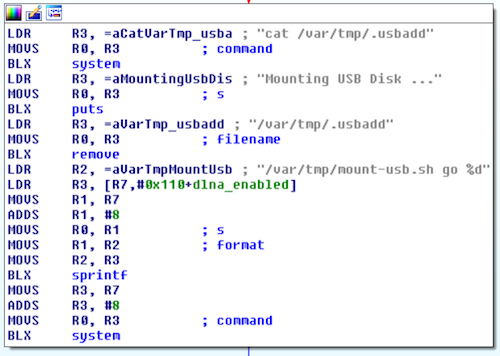 LDR R3, =aCatVarTmp_usba ; "cat /var/tmp/.usbadd"
MOVS R0, R3 ; command
BLX system
LDR R3, =aMountingUsbDis ; "Mounting USB Disk ..."
MOVS R0, R3 ; s
BLX puts
LDR R3, =aVarTmp_usbadd ; "/var/tmp/.usbadd"
MOVS R0, R3 ; filename
BLX remove
LDR R2, =aVarTmpMountUsb ; "/var/tmp/mount-usb.sh go %d"
LDR R3, [R7,#0x110+dlna_enabled]
MOVS R1, R7
ADDS R1, #8
MOVS R0, R1 ; s
MOVS R1, R2 ; format
MOVS R2, R3
BLX sprintf
MOVS R3, R7
ADDS R3, #8
MOVS R0, R3 ; command
BLX system